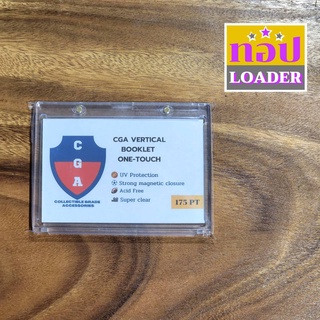 ท๊อป
LOADER
CGA VERTICAL
BOOKLET
ONE-TOUCH
C
G
A
COLLECTIBLE GRADE
ACCESSORIES
UV Protection
Strong magnetic closure
Acid Free
Super clear
175 PT